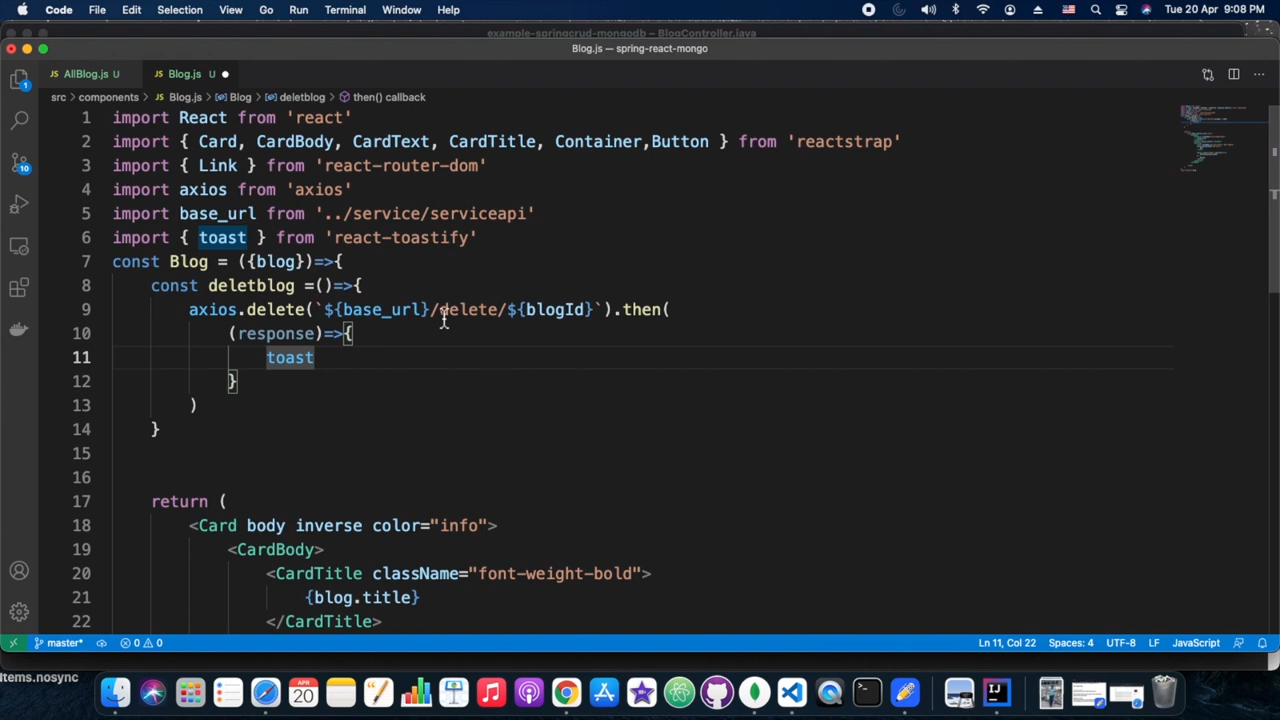 Code File Edit Selection View Go Run Terminal Window Help Tue 20 Apr 9:08 PM
example-springcrud-mongodb – BlogController.java
Blog.js — spring-react-mongo
JS AllBlog.js U JS Blog.js U
src > components > JS Blog.js > Blog > deletblog > then() callback
1 import React from 'react'
2 import { Card, CardBody, CardText, CardTitle, Container,Button } from 'reactstrap'
3 import { Link } from 'react-router-dom'
4 import axios from 'axios'
5 import base_url from '../service/serviceapi'
6 import { toast } from 'react-toastify'
7 const Blog = ({blog})=>{
8 const deletblog =()=>{
9 axios.delete(`${base_url}/delete/${blogId}`).then(
10 (response)=>{
11 toast
12 }
13 )
14 }
15
16
17 return (
18 <Card body inverse color="info">
19 <CardBody>
20 <CardTitle className="font-weight-bold">
21 {blog.title}
22 </CardTitle>
1
10
master* 0 0 Ln 11, Col 22 Spaces: 4 UTF-8 LF JavaScript
Items.nosync
APR
20